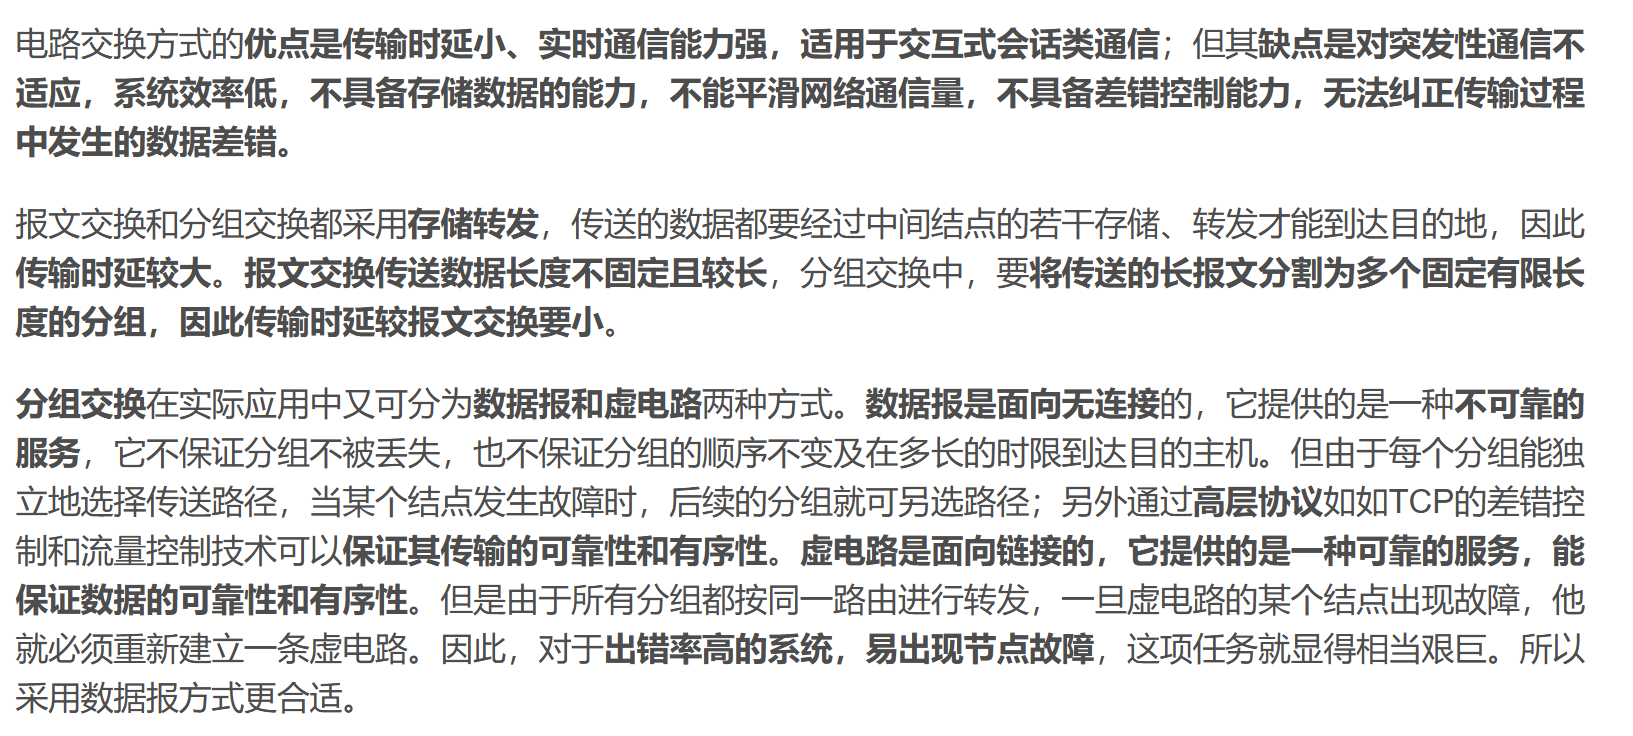 电路交换方式的优点是传输时延小、实时通信能力强，适用于交互式会话类通信；但其缺点是对突发性通信不
适应，系统效率低，不具备存储数据的能力，不能平滑网络通信量，不具备差错控制能力，无法纠正传输过程
中发生的数据差错。
报文交换和分组交换都采用存储转发，传送的数据都要经过中间结点的若干存储、转发才能到达目的地，因此
传输时延较大。报文交换传送数据长度不固定且较长，分组交换中，要将传送的长报文分割为多个固定有限长
度的分组，因此传输时延较报文交换要小。
分组交换在实际应用中又可分为数据报和虚电路两种方式。数据报是面向无连接的，它提供的是一种不可靠的
服务，它不保证分组不被丢失，也不保证分组的顺序不变及在多长的时限到达目的主机。但由于每个分组能独
立地选择传送路径，当某个结点发生故障时，后续的分组就可另选路径；另外通过高层协议如如TCP的差错控
制和流量控制技术可以保证其传输的可靠性和有序性。虚电路是面向链接的，它提供的是一种可靠的服务，能
保证数据的可靠性和有序性。但是由于所有分组都按同一路由进行转发，一旦虚电路的某个结点出现故障，他
就必须重新建立一条虚电路。因此，对于出错率高的系统，易出现节点故障，这项任务就显得相当艰巨。所以
采用数据报方式更合适。